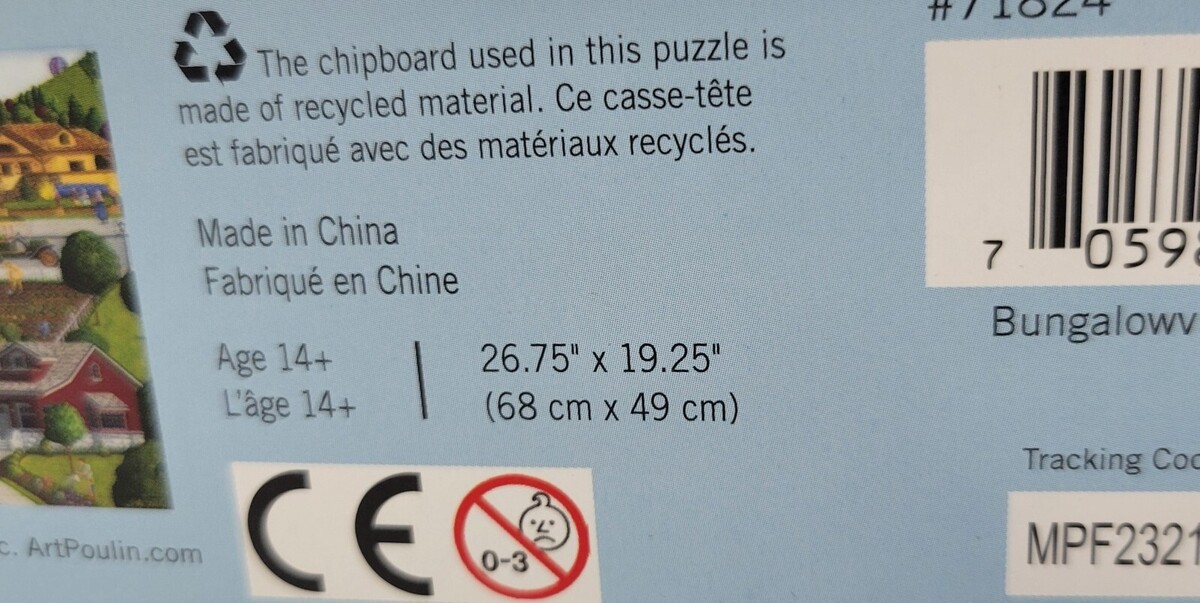 The chipboard used in this puzzle is
made of recycled material. Ce casse-tête
est fabriqué avec des matériaux recyclés.
Made in China
Fabriqué en Chine
Age 14+
L'âge 14+
26.75" x 19.25"
(68 cm x 49 cm)
CE
0-3
c. ArtPoulin.com
#71824
7 0598
Bungalowv
Tracking Coc
MPF2321